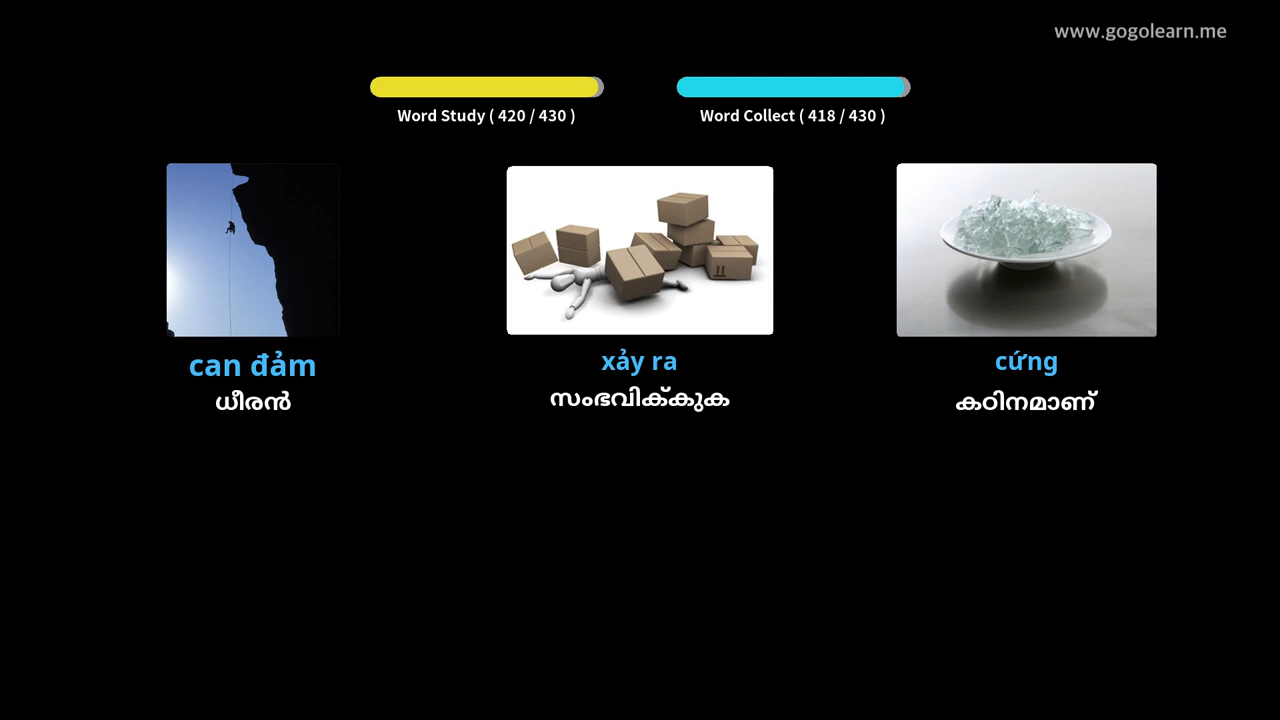 www.gogolearn.me
Word Study ( 420 / 430 )
Word Collect ( 418 / 430 )
can đảm
ധീരൻ
xảy ra
സംഭവിക്കുക
cứng
കഠിനമാണ്